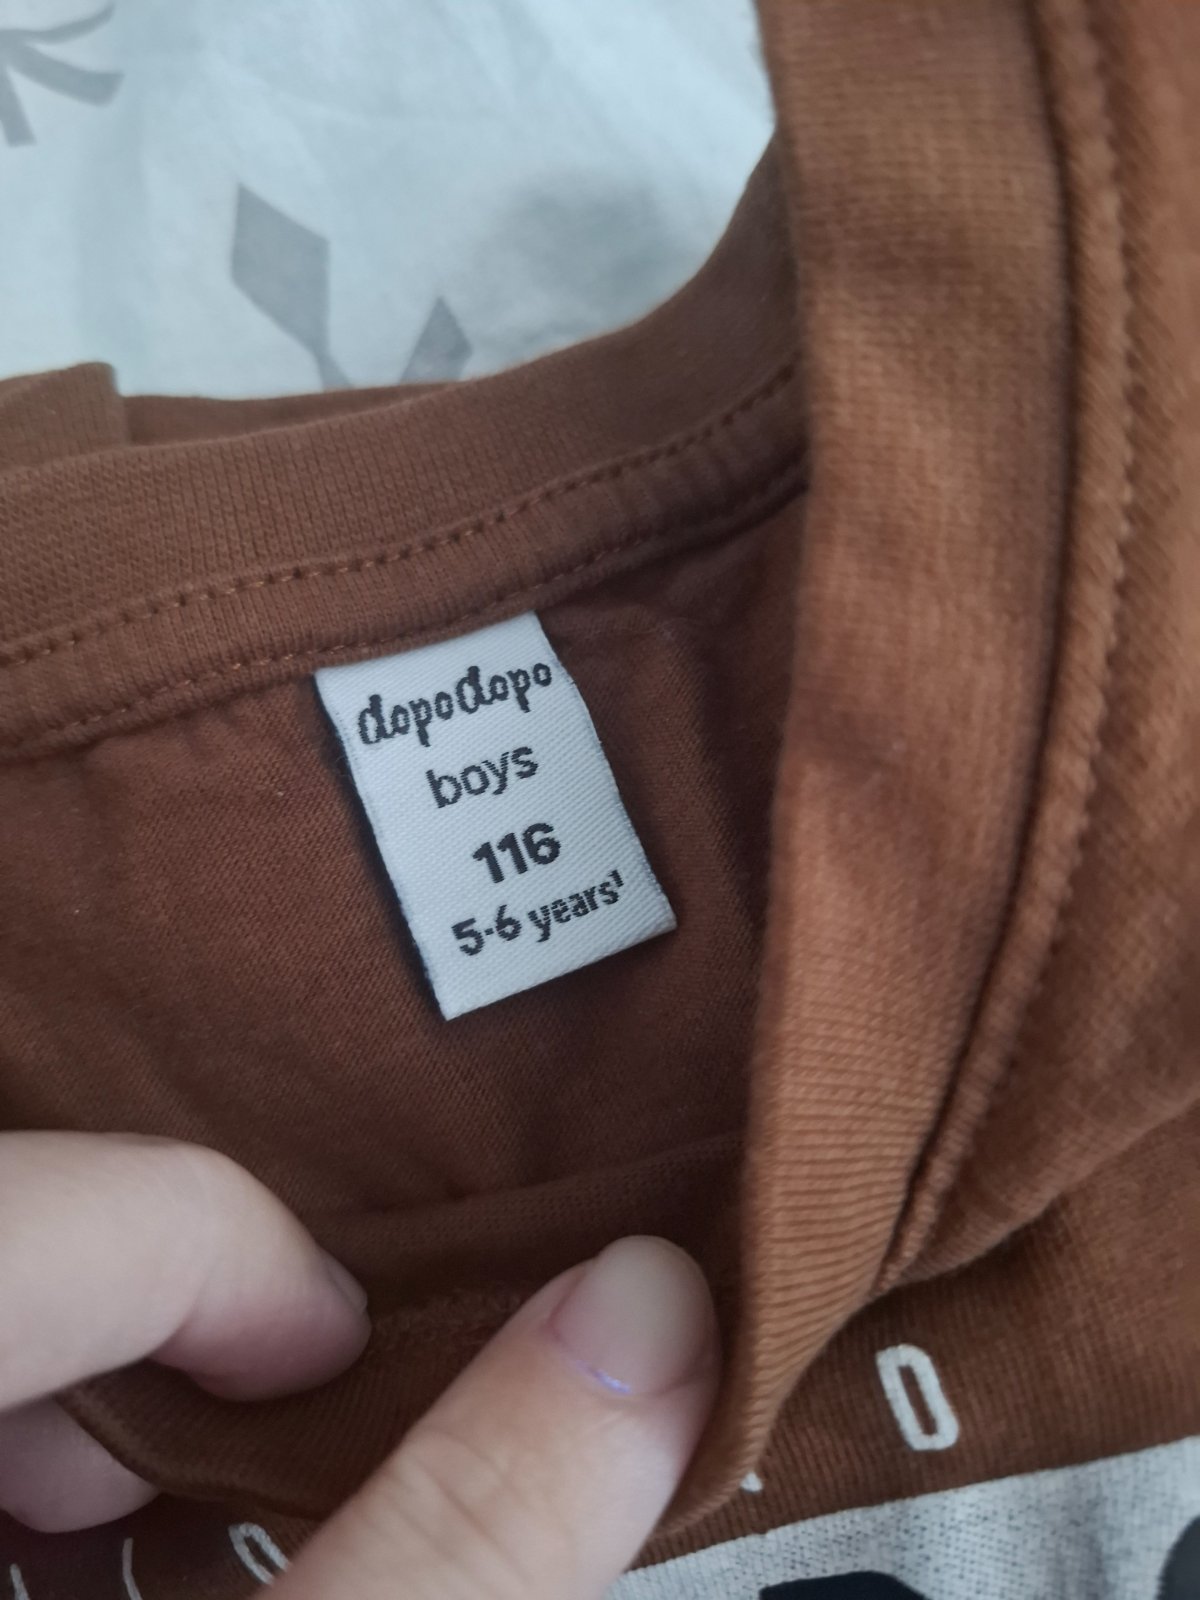 dopodopo
boys
116
5-6 years¹